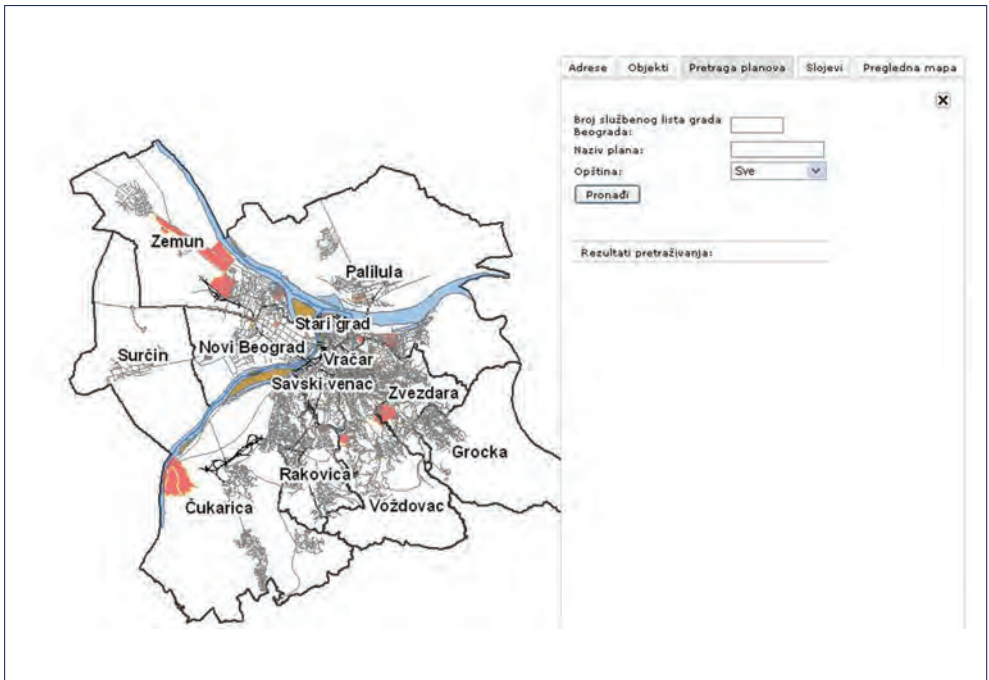 Adrese Objekti Pretraga planova Slojevi Pregledna mapa
Broj službenog lista grada
Beograda:
Naziv plana:
Opština: Sve
Pronađi
Rezultati pretraživanja:
Zemun
Palilula
Stari grad
Surčin
Novi Beograd
Vračar
Savski venac
Zvezdara
Grocka
Rakovica
Čukarica
Voždovac